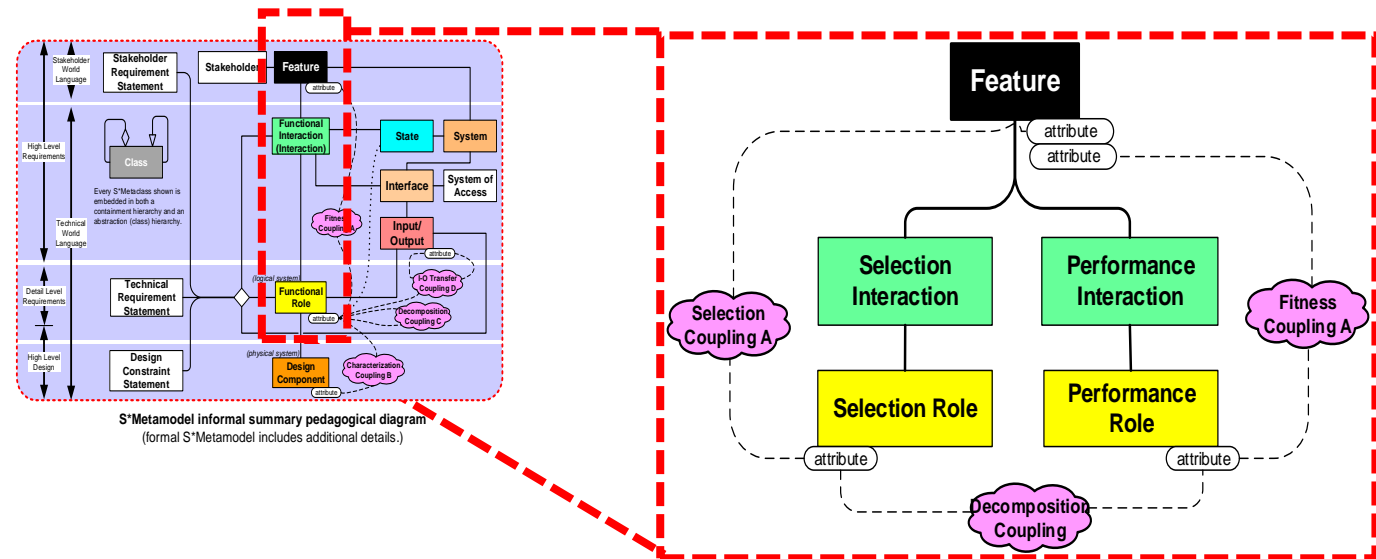 Stakeholder
World
Language
High Level
Requirements
Technical
World
Language
Detail Level
Requirements
High Level
Design
Stakeholder
Requirement
Statement
Stakeholder
Feature
attribute
Class
Every S*Metaclass shown is
embedded in both a
containment hierarchy and an
abstraction (class) hierarchy.
Functional
Interaction
(Interaction)
State
System
Interface
System of
Access
Fitness
Coupling A
Input/
Output
attribute
Technical
Requirement
Statement
(logical system)
Functional
Role
attribute
I-O Transfer
Coupling D
Decomposition
Coupling C
Design
Constraint
Statement
(physical system)
Design
Component
attribute
Characterization
Coupling B
S*Metamodel informal summary pedagogical diagram
(formal S*Metamodel includes additional details.)
Feature
attribute
attribute
Selection
Interaction
Performance
Interaction
Selection
Coupling A
Fitness
Coupling A
Selection Role
Performance
Role
attribute
attribute
Decomposition
Coupling